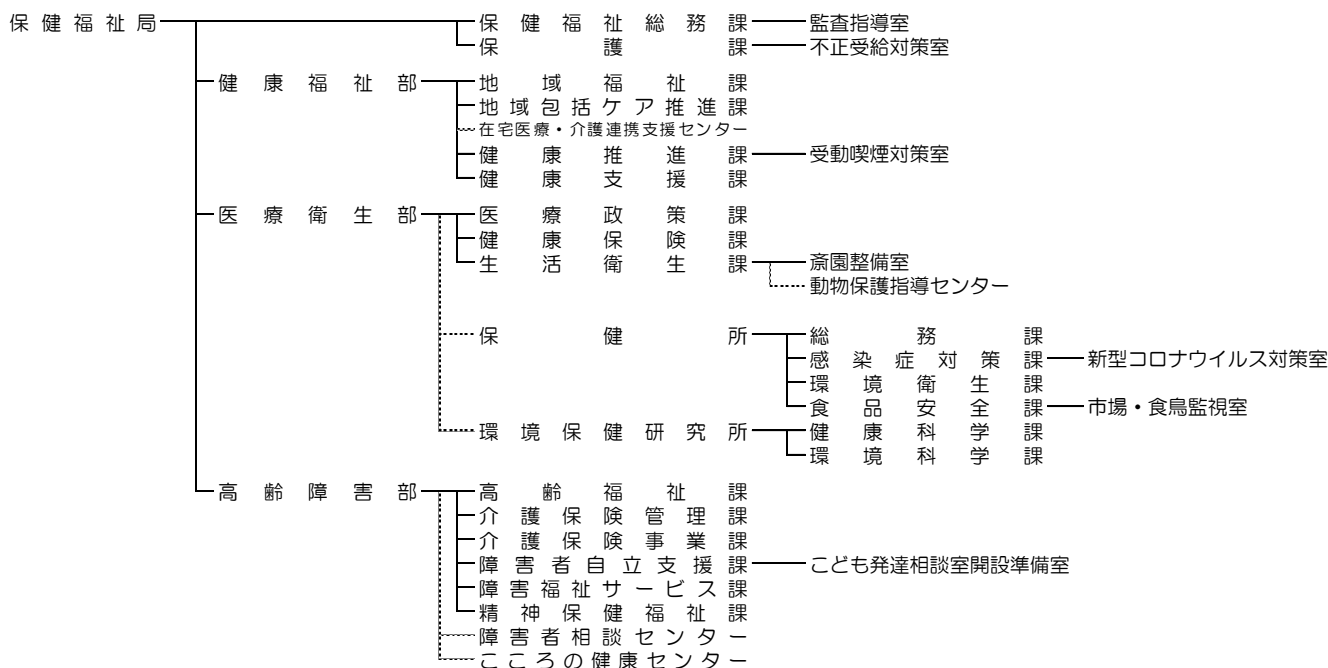 保健福祉局 保健福祉総務課 監査指導室
保護課 不正受給対策室
健康福祉部 地域福祉課
地域包括ケア推進課
在宅医療・介護連携支援センター
健康推進課 受動喫煙対策室
健康支援課
医療衛生部 医療政策課
健康保険課
生活衛生課 斎園整備室
動物保護指導センター
保健所 総務課
感染症対策課 新型コロナウイルス対策室
環境衛生課
食品安全課 市場・食鳥監視室
環境保健研究所 健康科学課
環境科学課
高齢障害部 高齢福祉課
介護保険管理課
介護保険事業課
障害者自立支援課 こども発達相談室開設準備室
障害福祉サービス課
精神保健福祉課
障害者相談センター
こころの健康センター